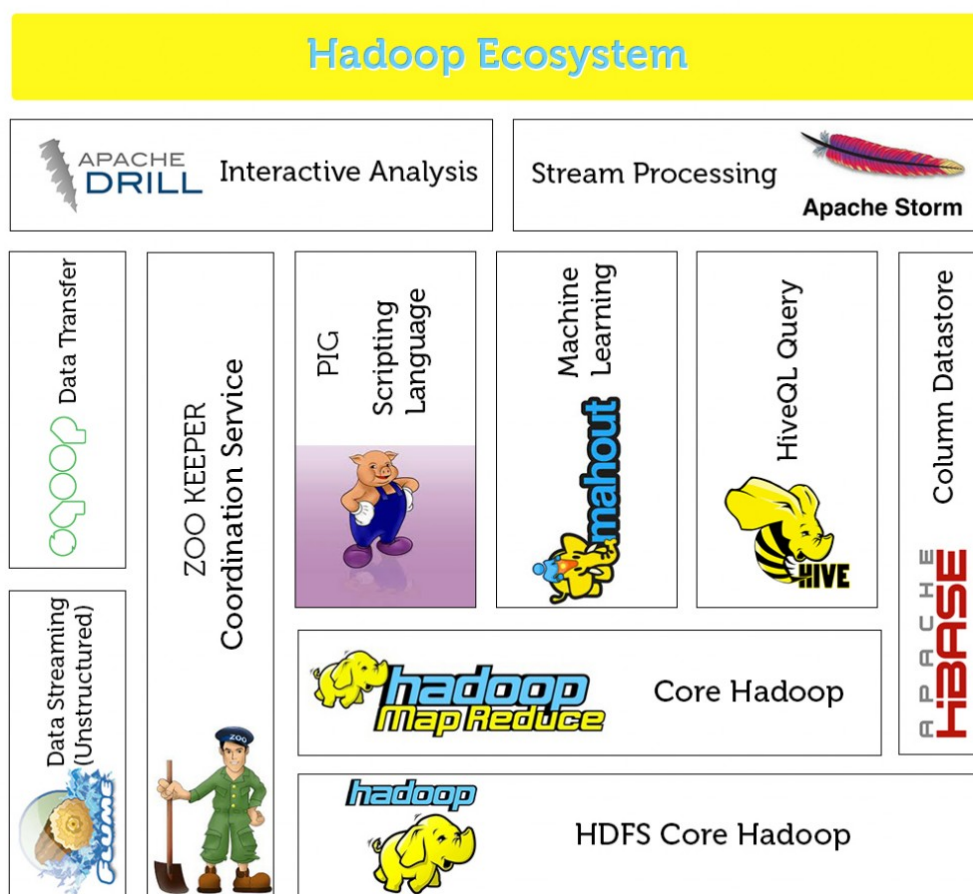 Hadoop Ecosystem
APACHE
DRILL
Interactive Analysis
Stream Processing
Apache Storm
Data Transfer
sqoop
Data Streaming
(Unstructured)
FLUME
ZOO KEEPER
Coordination Service
ZOO
PIG
Scripting
Language
Machine
Learning
mahout
HiveQL Query
HIVE
Column Datastore
APACHE
HBASE
hadoop
Map Reduce
Core Hadoop
hadoop
HDFS Core Hadoop